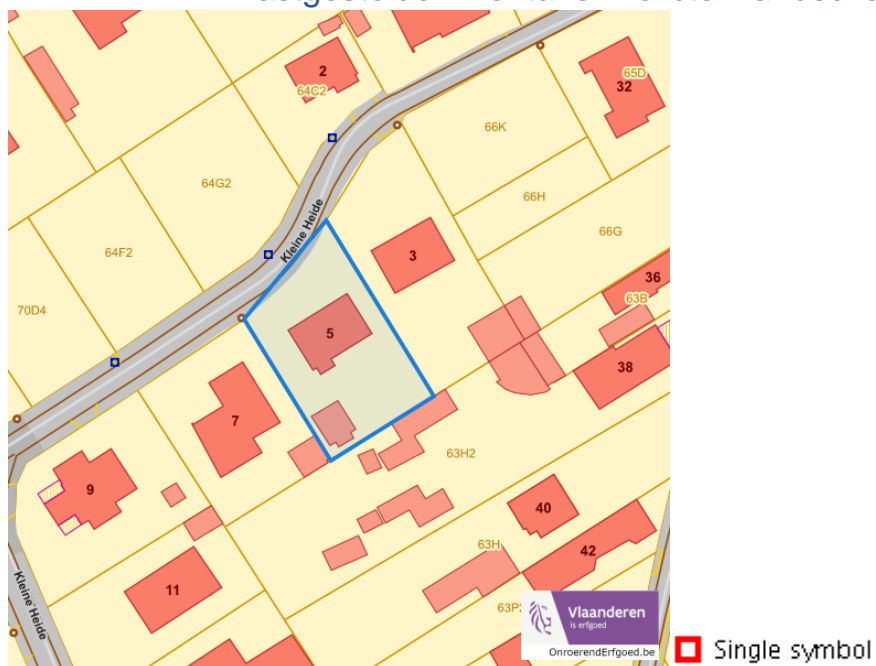 2
64C2
65D
32
66K
64G2
66H
Kleine Heide
66G
64F2
3
36
63B
70D4
5
38
7
63H2
9
40
63H
42
Kleine Heide
11
63P2
Vlaanderen
is erfgoed
OnroerendErfgoed.be
Single symbol